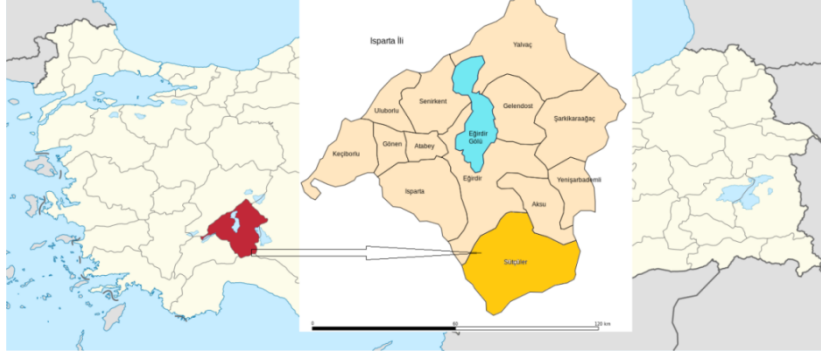 Isparta İli
Yalvaç
Senirkent
Uluborlu
Gelendost
Şarkikaraağaç
Eğirdir
Gölü
Gönen
Atabey
Keçiborlu
Eğirdir
Yenişarbademli
Isparta
Aksu
Sütçüler
0
60
120 km